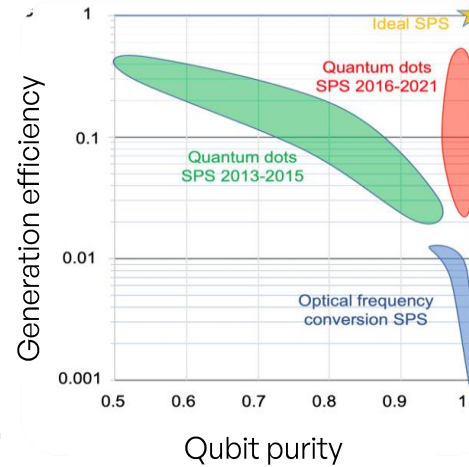 1
Ideal SPS
Quantum dots
SPS 2016-2021
0.1
Quantum dots
SPS 2013-2015
0.01
Optical frequency
conversion SPS
0.001
0.5 0.6 0.7 0.8 0.9 1
Generation efficiency
Qubit purity